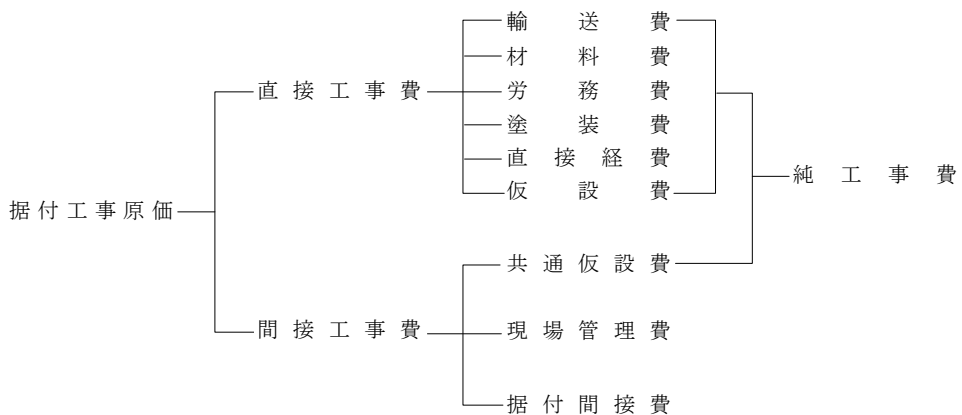 輸送費
材料費
直接工事費
労務費
塗装費
直接経費
純工事費
仮設費
据付工事原価
共通仮設費
間接工事費
現場管理費
据付間接費